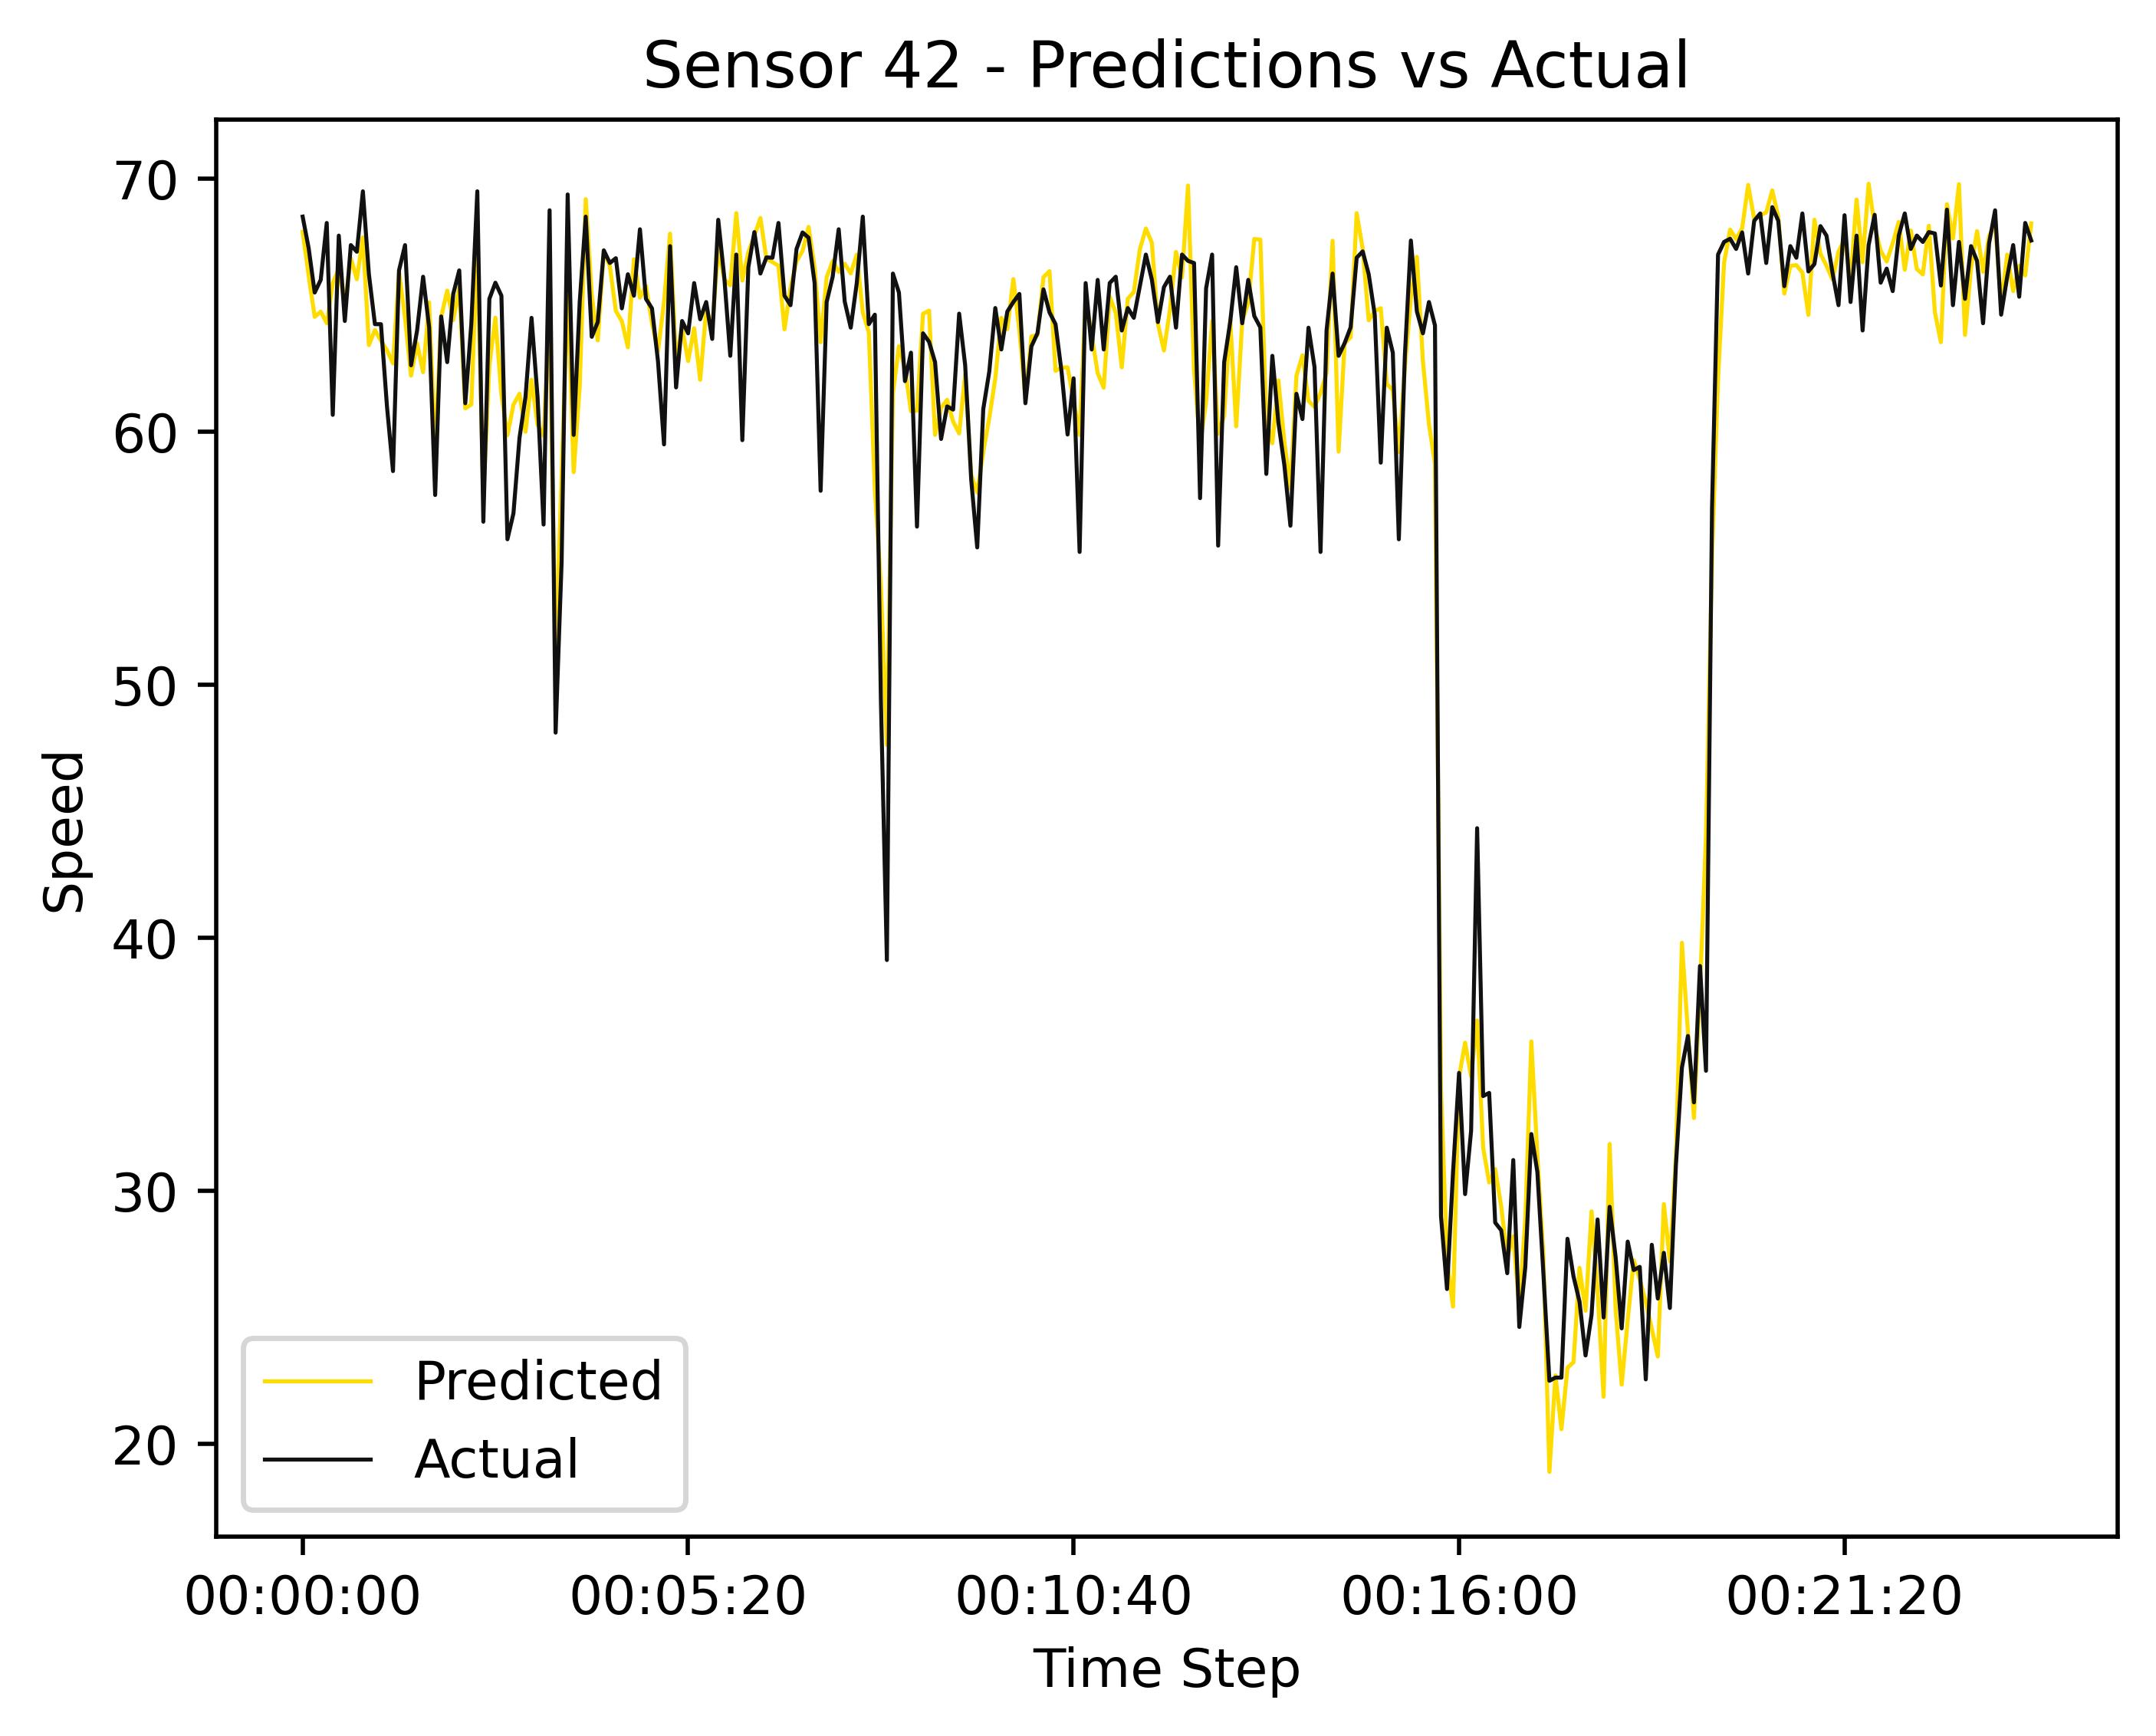 Sensor 42 - Predictions vs Actual
70
60
50
40
30
20
Speed
Predicted
Actual
00:00:00
00:05:20
00:10:40
00:16:00
00:21:20
Time Step